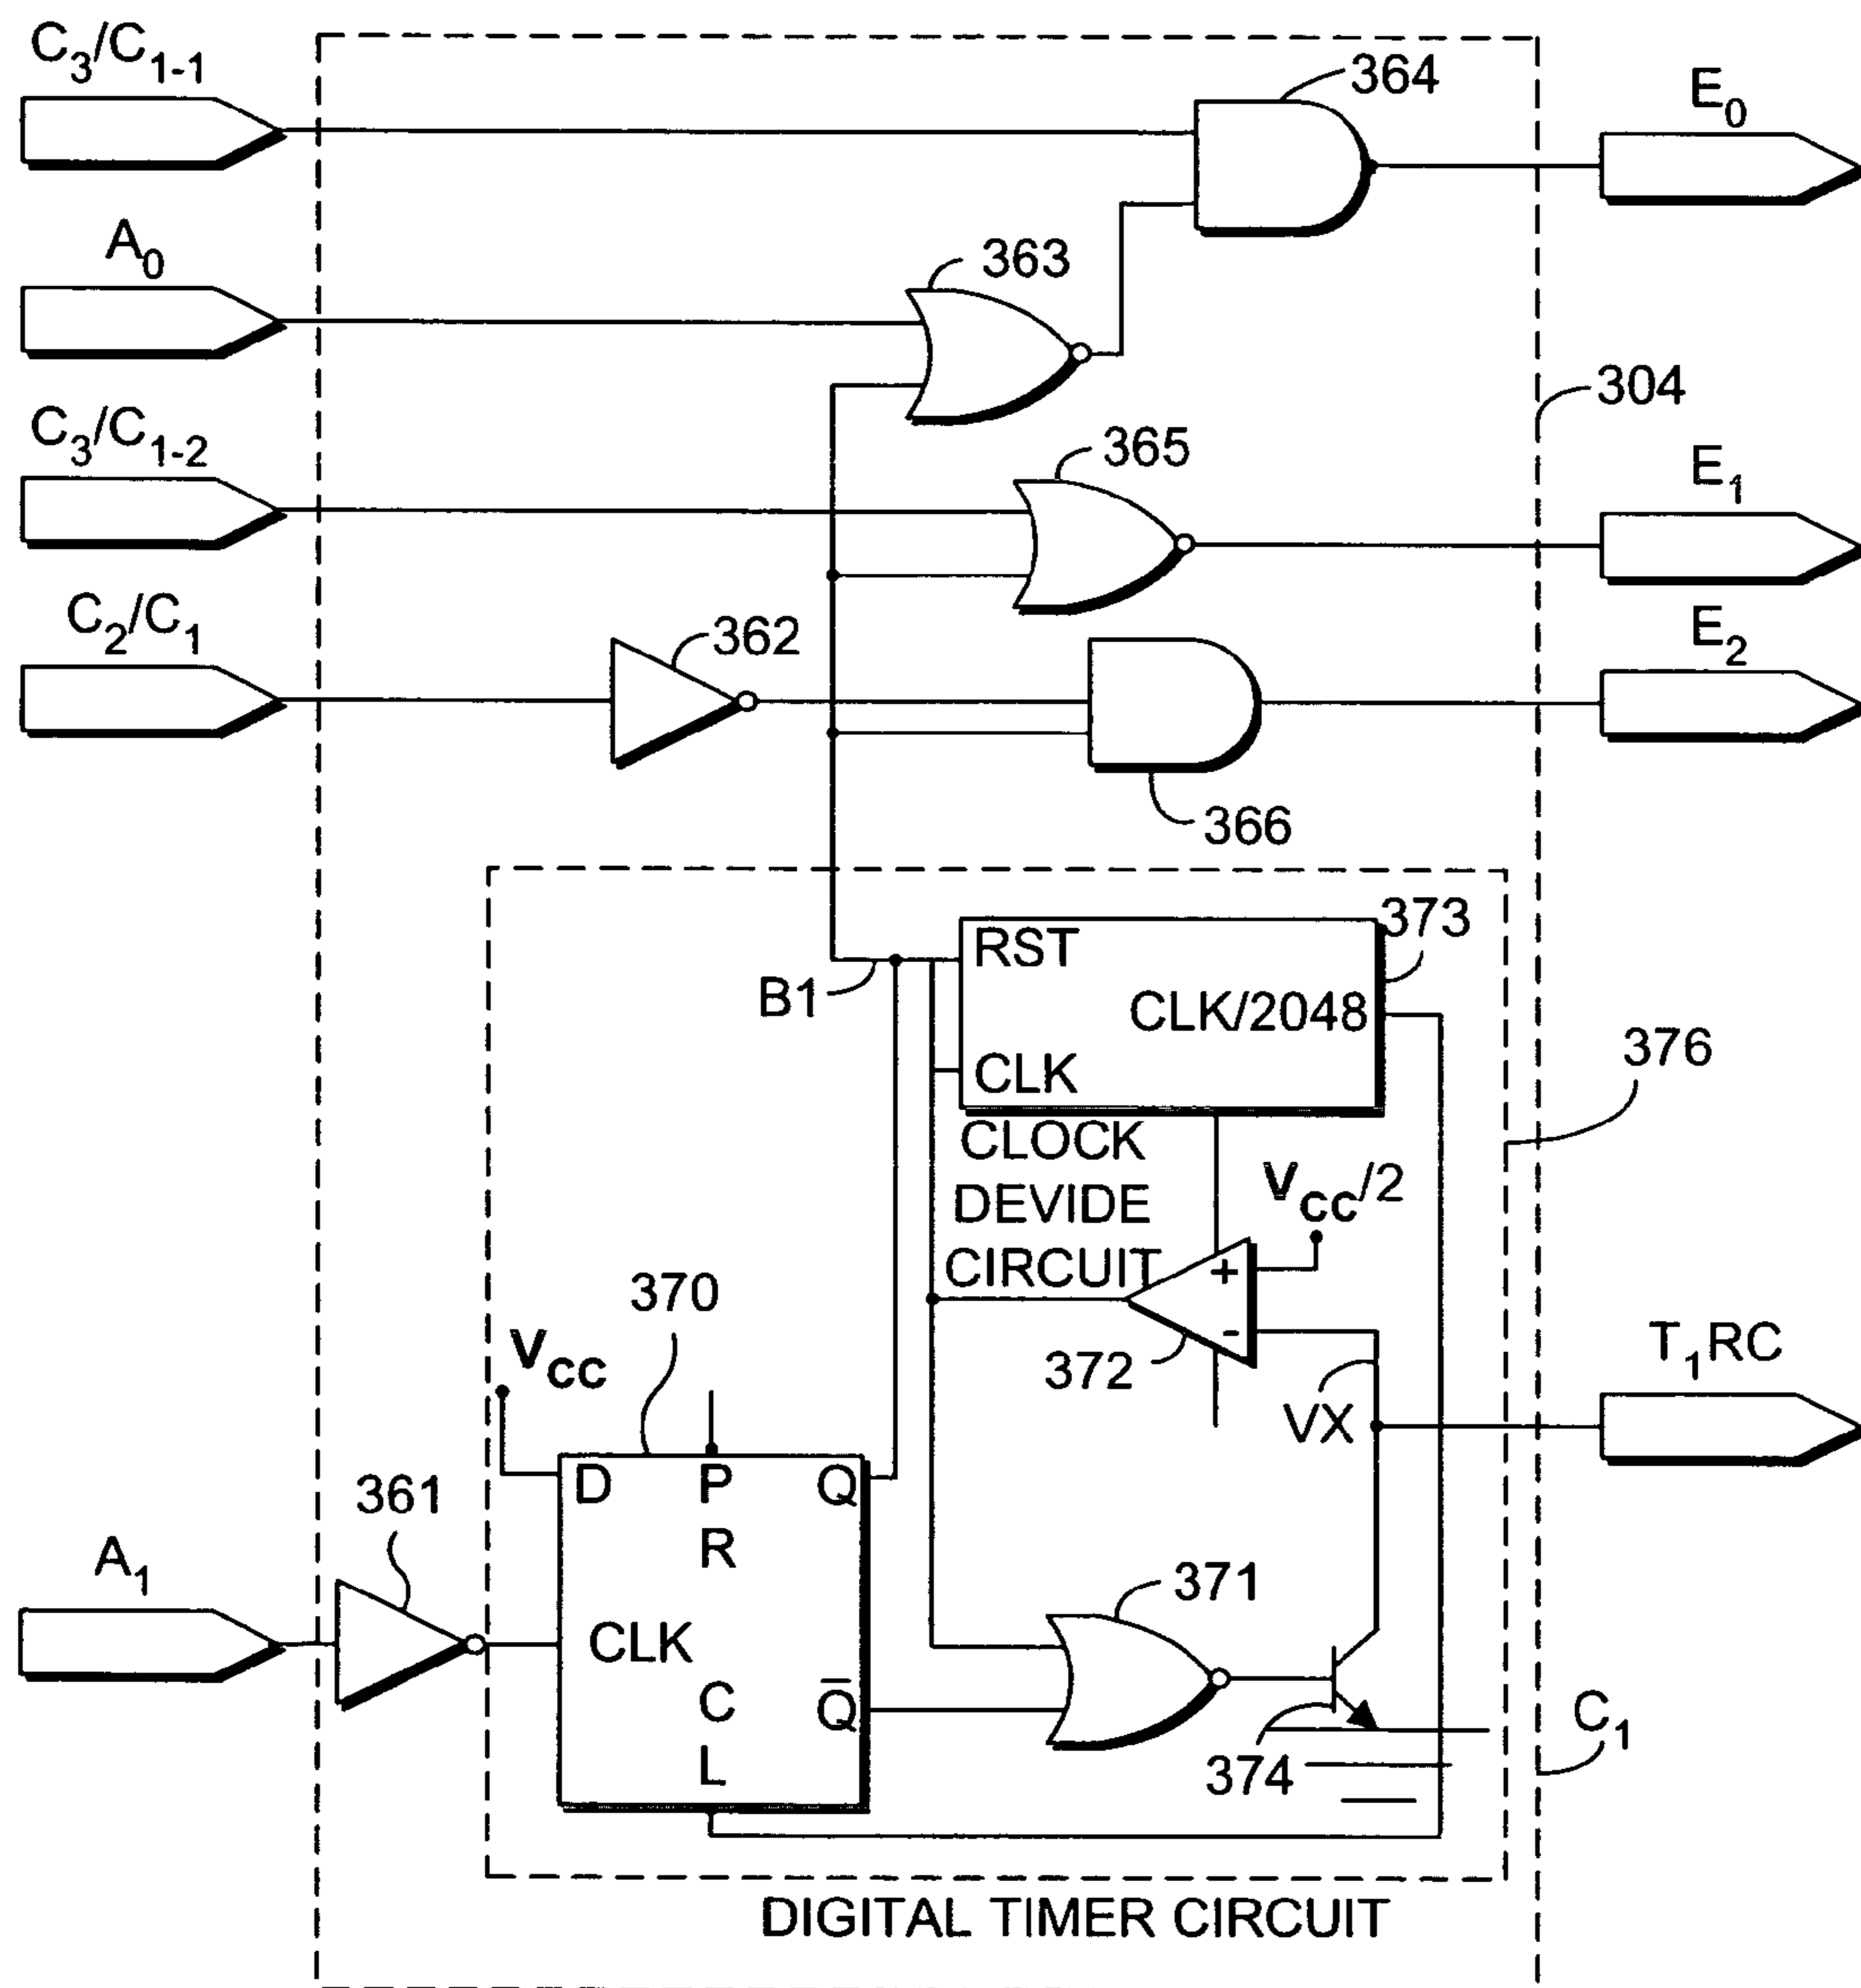 C3/C1-1
364
E0
A0
363
304
C3/C1-2
365
E1
C2/C1
362
E2
366
373
RST
B1
CLK/2048
376
CLK
CLOCK
DEVIDE
CIRCUIT
VCC/2
+
-
370
372
VCC
T1RC
VX
D
P
R
Q
361
371
A1
CLK
C
L
Q̅
374
C1
DIGITAL TIMER CIRCUIT